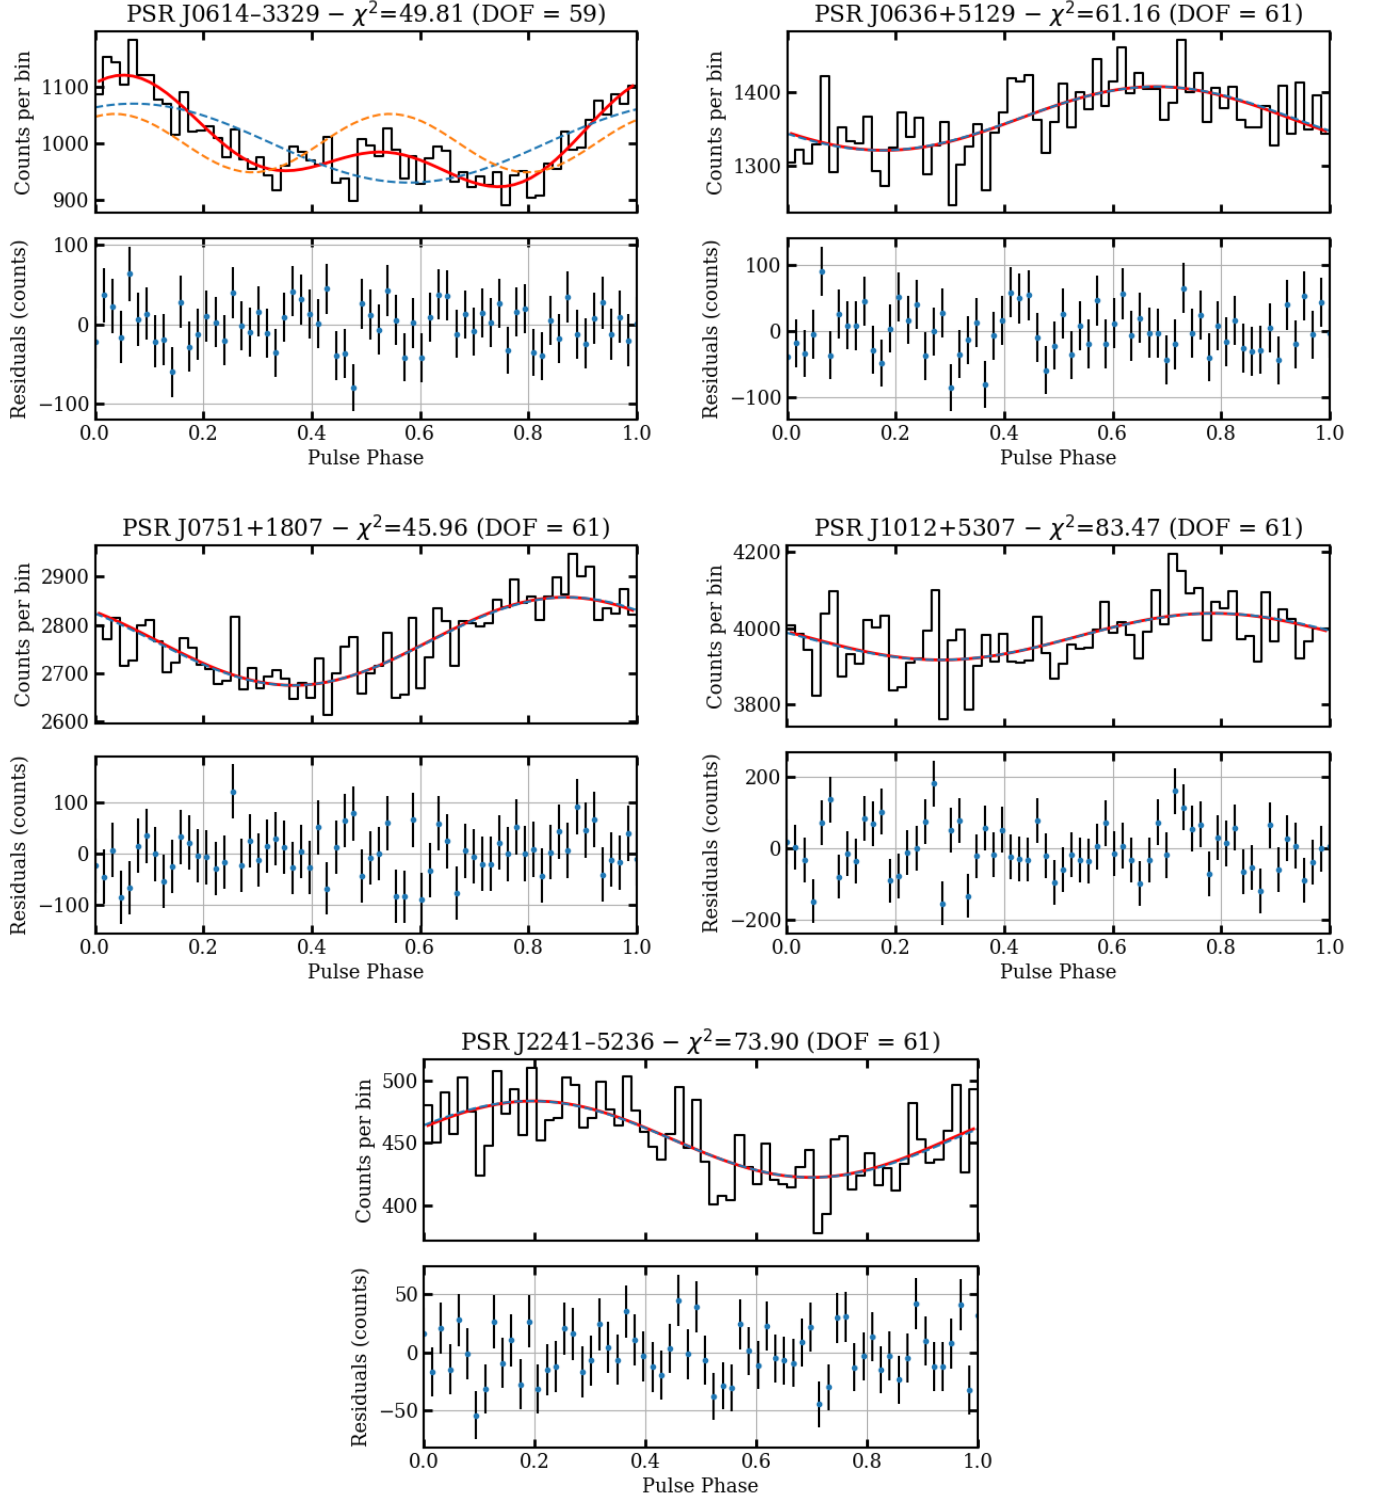 PSR J0614–3329 − χ²=49.81 (DOF = 59)
Counts per bin
1100
1000
900
Residuals (counts)
100
0
−100
0.0 0.2 0.4 0.6 0.8 1.0
Pulse Phase
PSR J0636+5129 − χ²=61.16 (DOF = 61)
Counts per bin
1400
1300
Residuals (counts)
100
0
−100
0.0 0.2 0.4 0.6 0.8 1.0
Pulse Phase
PSR J0751+1807 − χ²=45.96 (DOF = 61)
Counts per bin
2900
2800
2700
2600
Residuals (counts)
100
0
−100
0.0 0.2 0.4 0.6 0.8 1.0
Pulse Phase
PSR J1012+5307 − χ²=83.47 (DOF = 61)
Counts per bin
4200
4000
3800
Residuals (counts)
200
0
−200
0.0 0.2 0.4 0.6 0.8 1.0
Pulse Phase
PSR J2241–5236 − χ²=73.90 (DOF = 61)
Counts per bin
500
450
400
Residuals (counts)
50
0
−50
0.0 0.2 0.4 0.6 0.8 1.0
Pulse Phase